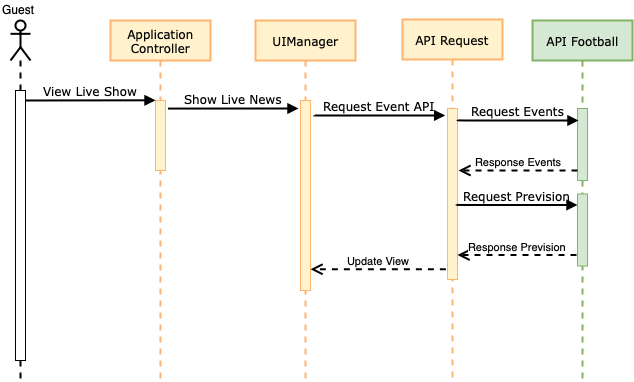 Guest
Application
Controller
UIManager
API Request
API Football
View Live Show
Show Live News
Request Event API
Request Events
Response Events
Request Prevision
Response Prevision
Update View